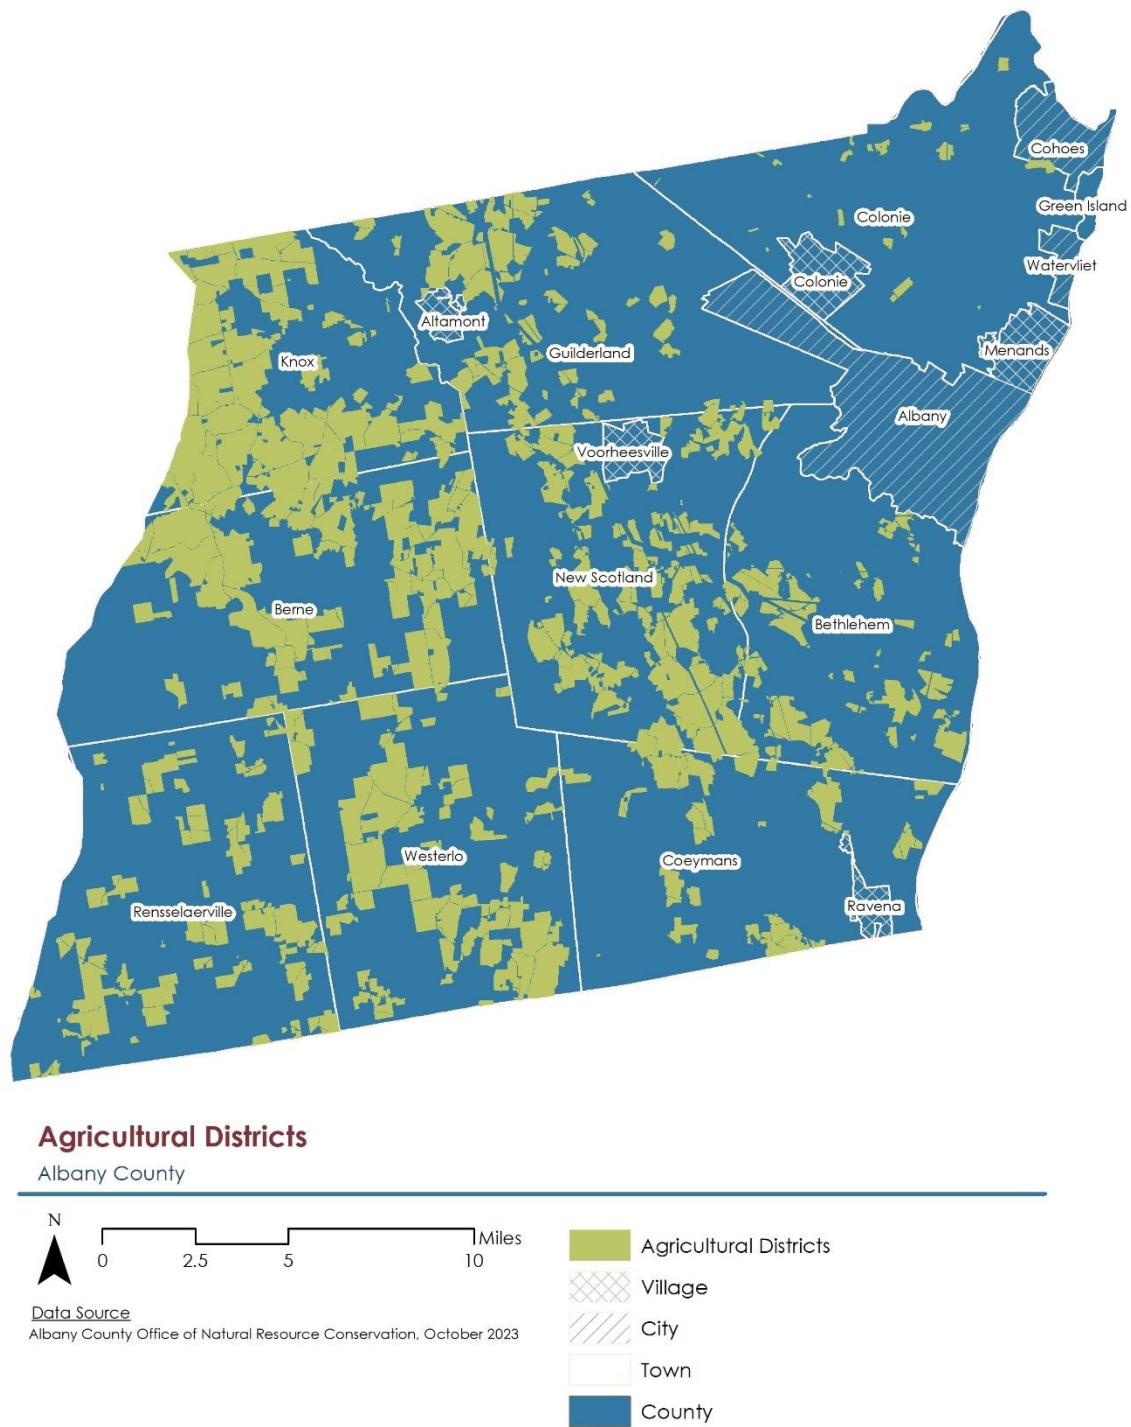 Cohoes
Green Island
Colonie
Watervliet
Colonie
Altamont
Menands
Guilderland
Knox
Albany
Voorheesville
New Scotland
Berne
Bethlehem
Westerlo
Coeymans
Ravena
Rensselaerville
Agricultural Districts
Albany County
N
Miles
0 2.5 5 10
Data Source
Albany County Office of Natural Resource Conservation, October 2023
Agricultural Districts
Village
City
Town
County